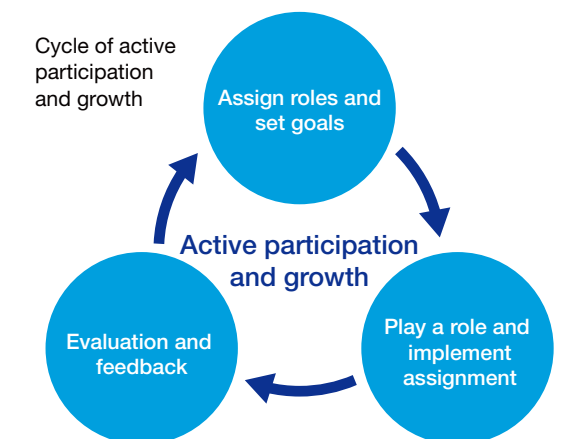 Cycle of active
participation
and growth
Assign roles and
set goals
Active participation
and growth
Play a role and
implement
assignment
Evaluation and
feedback